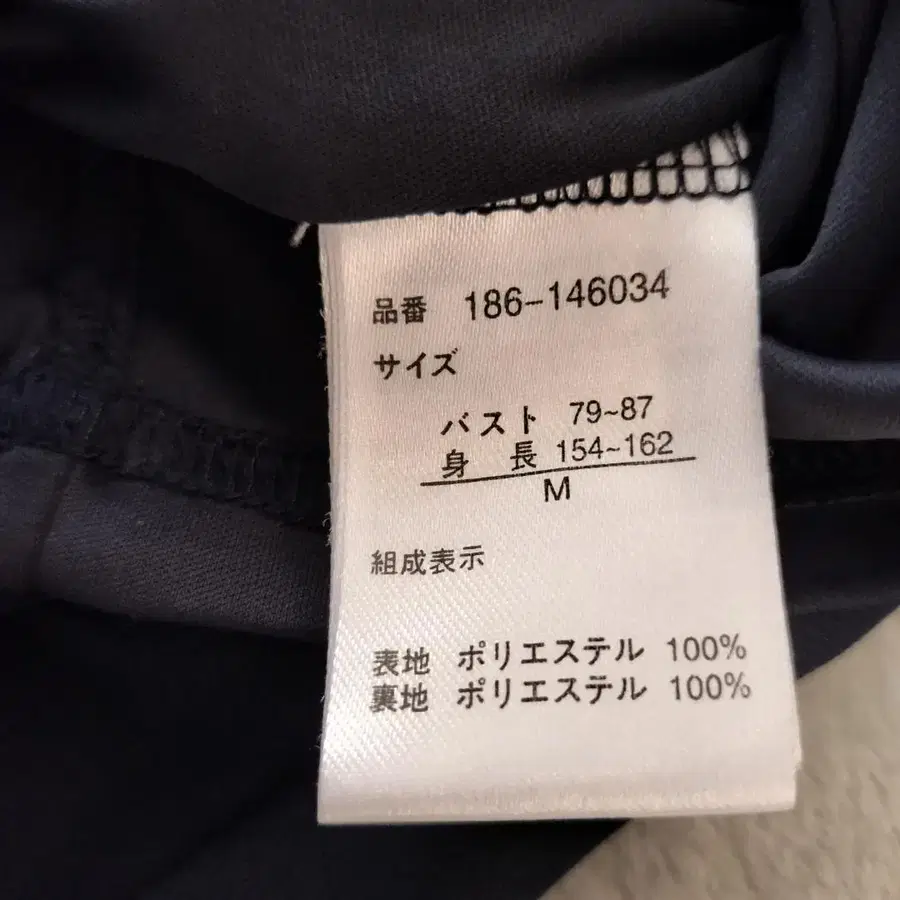 品番 186-146034
サイズ
バスト 79~87
身 長 154~162
M
組成表示
表地 ポリエステル 100%
裏地 ポリエステル 100%